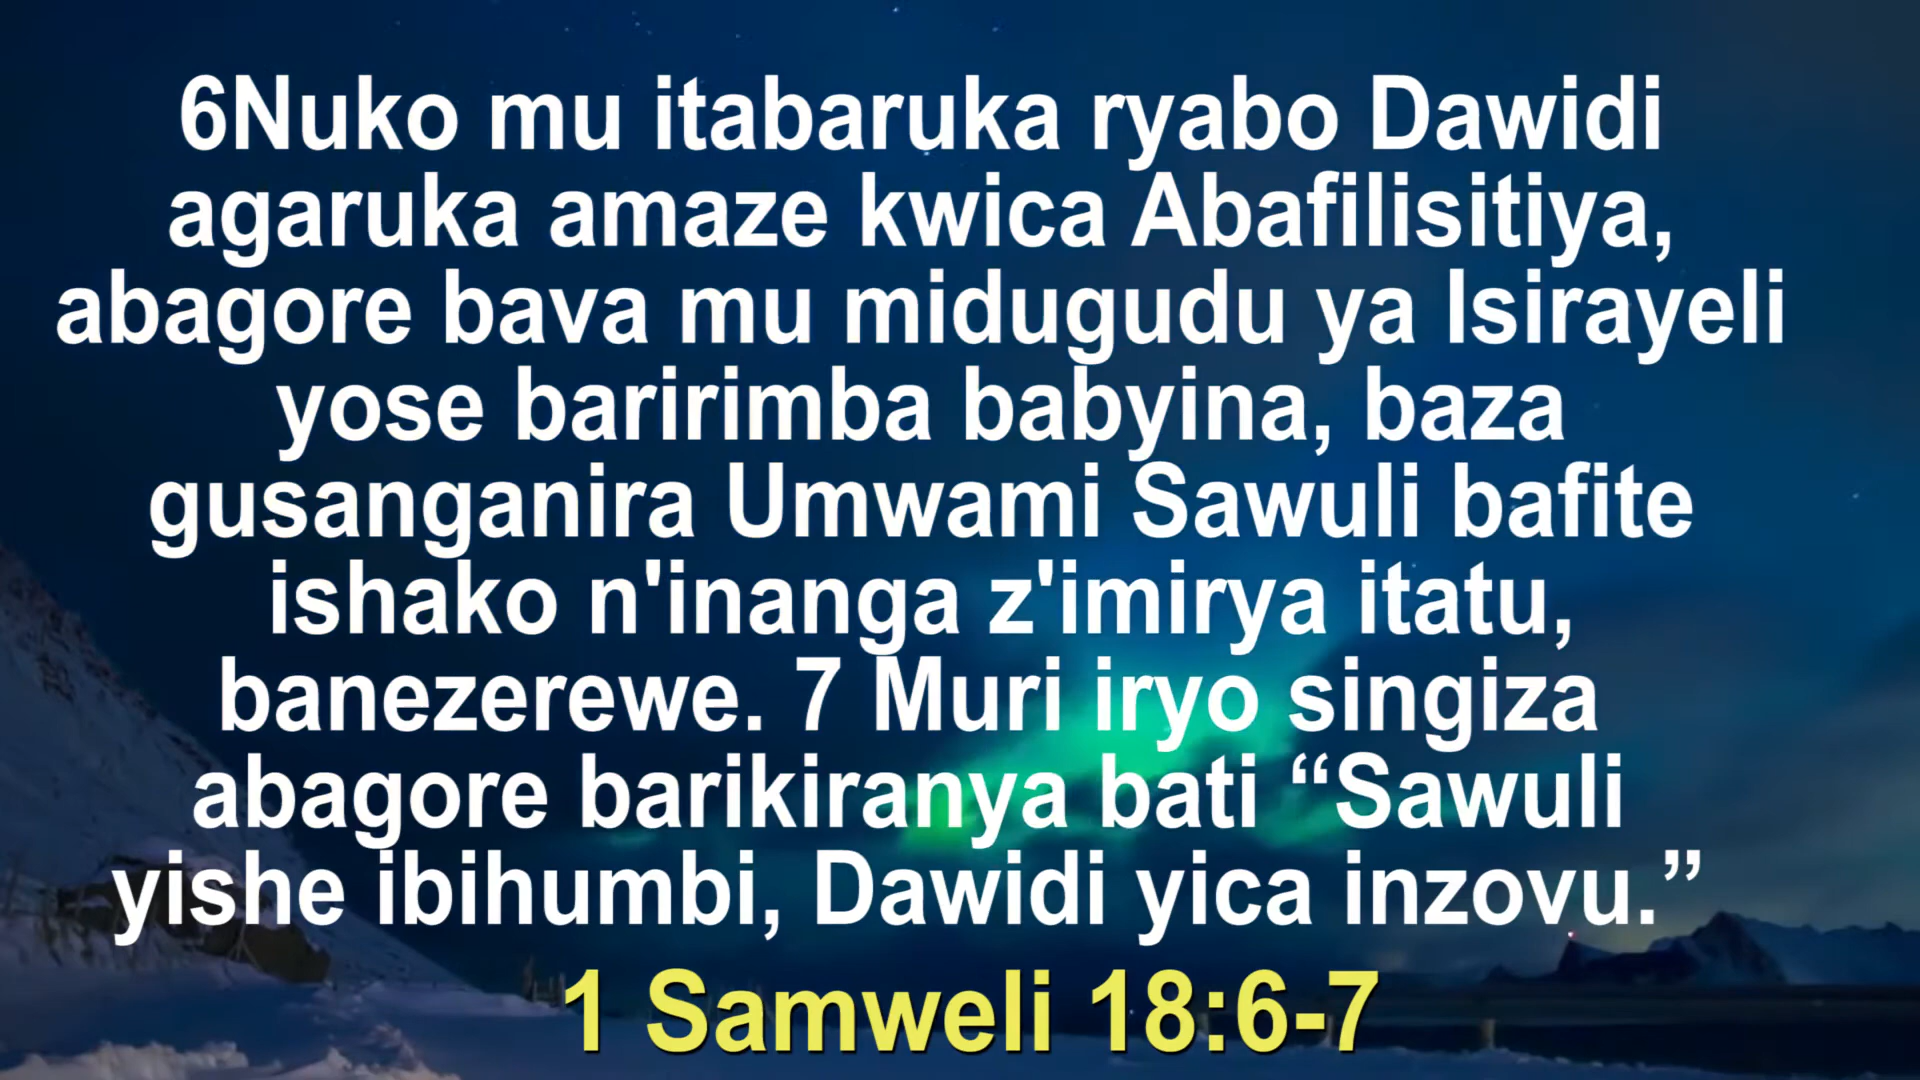 6Nuko mu itabaruka ryabo Dawidi
agaruka amaze kwica Abafilisitiya,
abagore bava mu midugudu ya Isirayeli
yose baririmba babyina, baza
gusanganira Umwami Sawuli bafite
ishako n'inanga z'imirya itatu,
banezerewe. 7 Muri iryo singiza
abagore barikiranya bati “Sawuli
yishe ibihumbi, Dawidi yica inzovu.”
1 Samweli 18:6-7